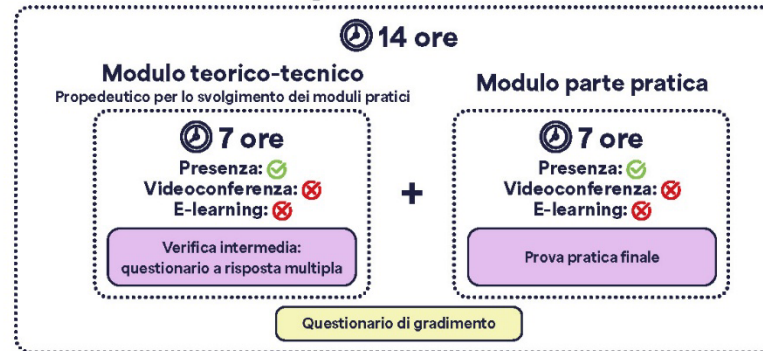 14 ore
Modulo teorico-tecnico
Propedeutico per lo svolgimento dei moduli pratici
7 ore
Presenza:
Videoconferenza:
E-learning:
Verifica intermedia:
questionario a risposta multipla
+
Modulo parte pratica
7 ore
Presenza:
Videoconferenza:
E-learning:
Prova pratica finale
Questionario di gradimento